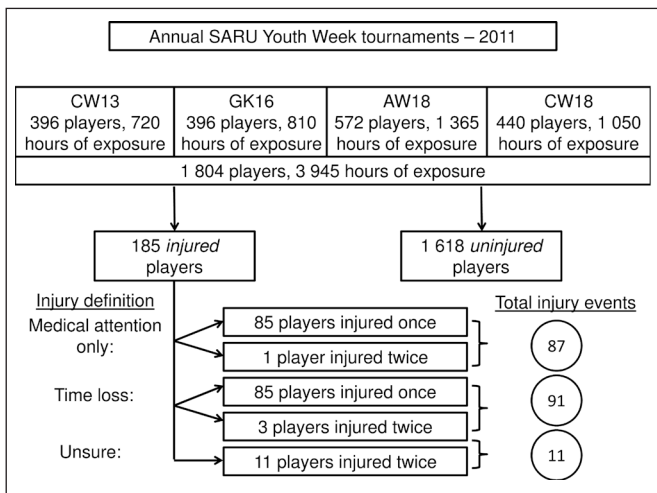 Annual SARU Youth Week tournaments – 2011
CW13
396 players, 720
hours of exposure
GK16
396 players, 810
hours of exposure
AW18
572 players, 1 365
hours of exposure
CW18
440 players, 1 050
hours of exposure
1 804 players, 3 945 hours of exposure
185 injured
players
1 618 uninjured
players
Injury definition
Total injury events
Medical attention
only:
85 players injured once
1 player injured twice
87
Time loss:
85 players injured once
3 players injured twice
91
Unsure:
11 players injured twice
11